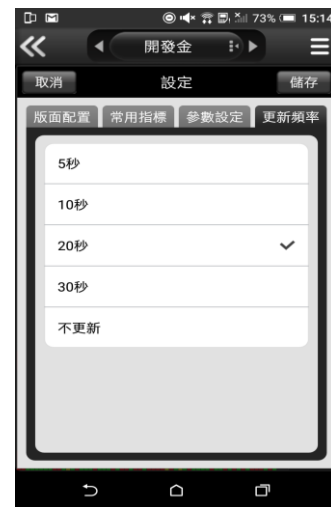 73% 15:14
開發金
取消 設定 儲存
版面配置 常用指標 參數設定 更新頻率
5秒
10秒
20秒
30秒
不更新